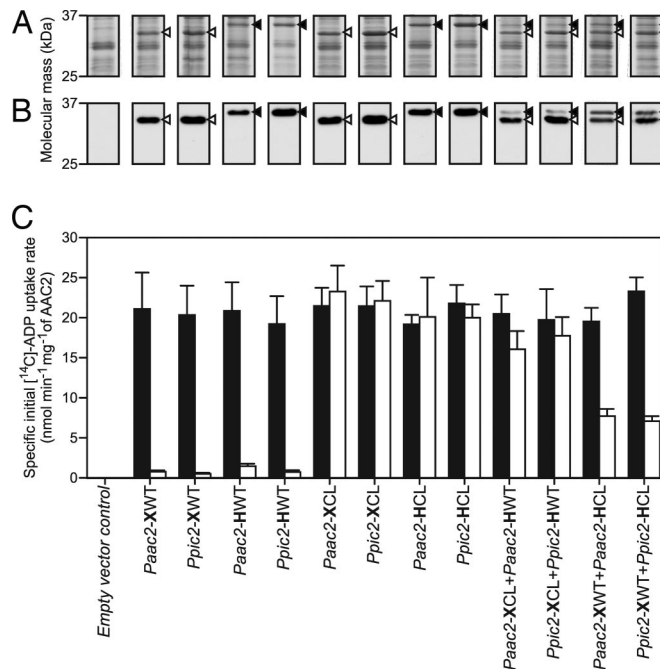 A
37
25
Molecular mass (kDa)
B
37
25
C
Specific initial [¹⁴C]-ADP uptake rate
(nmol min⁻¹ mg⁻¹ of AAC2)
30
25
20
15
10
5
0
Empty vector control
Paac2-XWT
Ppic2-XWT
Paac2-HWT
Ppic2-HWT
Paac2-XCL
Ppic2-XCL
Paac2-HCL
Ppic2-HCL
Paac2-XCL+Paac2-HWT
Ppic2-XCL+Ppic2-HWT
Paac2-XWT+Paac2-HCL
Ppic2-XWT+Ppic2-HCL